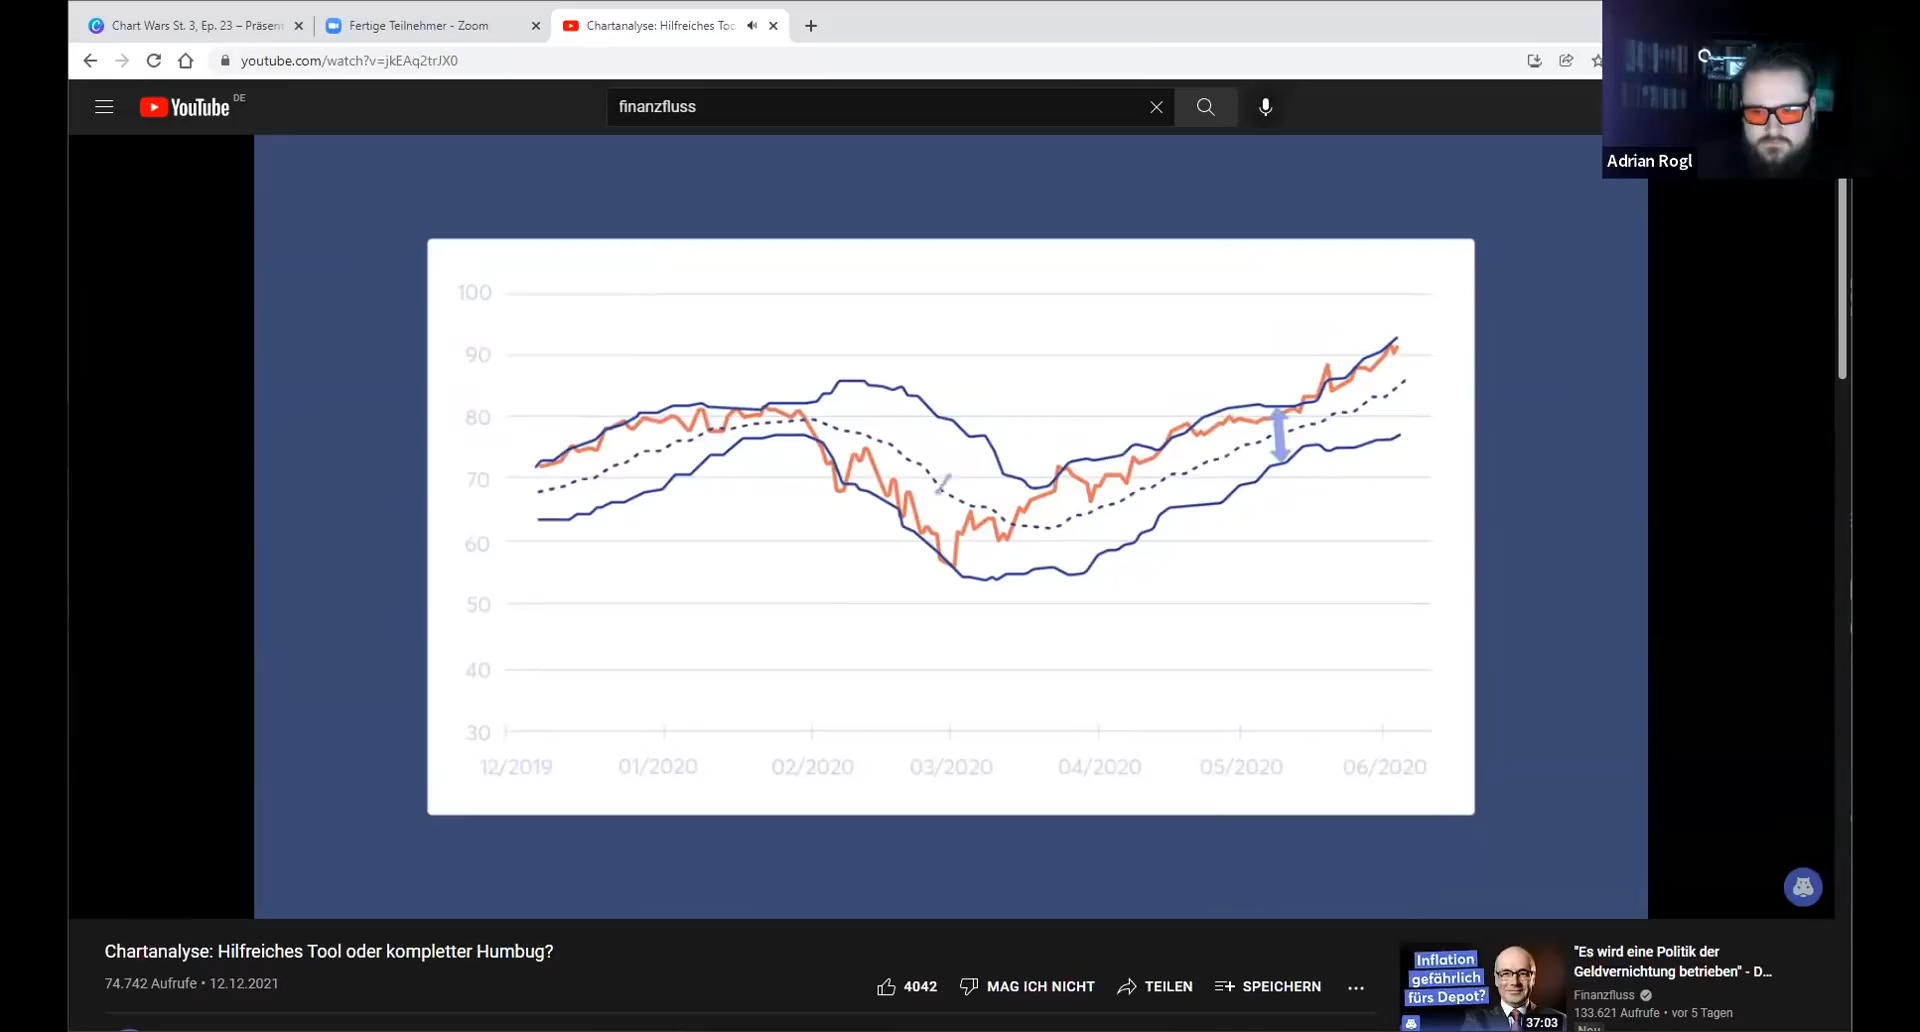 Chart Wars St. 3, Ep. 23 – Präsent
Fertige Teilnehmer - Zoom
Chartanalyse: Hilfreiches Too
youtube.com/watch?v=jkEAq2trJX0
YouTube DE
finanzfluss
Adrian Rogl
100
90
80
70
60
50
40
30
12/2019 01/2020 02/2020 03/2020 04/2020 05/2020 06/2020
Chartanalyse: Hilfreiches Tool oder kompletter Humbug?
74.742 Aufrufe • 12.12.2021
4042 MAG ICH NICHT TEILEN SPEICHERN
Inflation
gefährlich
fürs Depot?
37:03
"Es wird eine Politik der
Geldvernichtung betrieben" - D...
Finanzfluss
133.621 Aufrufe • vor 5 Tagen
Neu